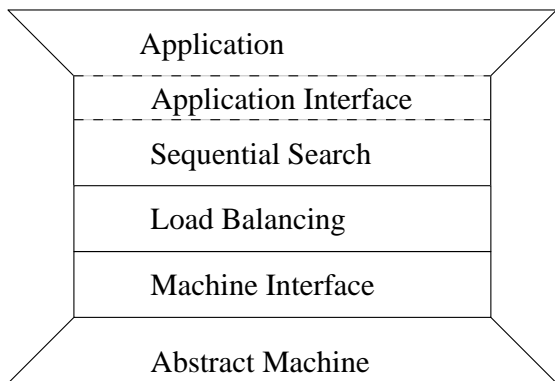 Application
Application Interface
Sequential Search
Load Balancing
Machine Interface
Abstract Machine